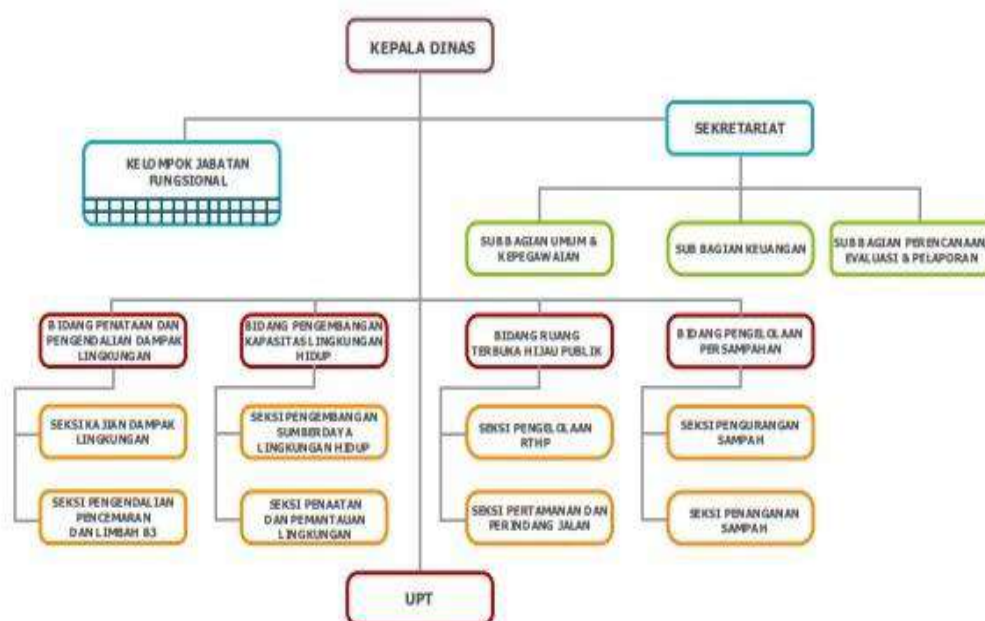 KEPALA DINAS
SEKRETARIAT
KELOMPOK JABATAN
FUNGSIONAL
SUB BAGIAN UMUM &
KEPEGAWAIAN
SUB BAGIAN KEUANGAN
SUB BAGIAN PERENCANAAN
EVALUASI & PELAPORAN
BIDANG PENATAAN DAN
PENGENDALIAN DAMPAK
LINGKUNGAN
BIDANG PENGEMBANGAN
KAPASITAS LINGKUNGAN
HIDUP
BIDANG RUANG
TERBUKA HIJAU PUBLIK
BIDANG PENGELOLAAN
PERSAMPAHAN
SEKSI KAJIAN DAMPAK
LINGKUNGAN
SEKSI PENGEMBANGAN
SUMBERDAYA
LINGKUNGAN HIDUP
SEKSI PENGELOLAAN
RTHP
SEKSI PENGURANGAN
SAMPAH
SEKSI PENGENDALIAN
PENCEMARAN
DAN LIMBAH B3
SEKSI PENAATAN
DAN PEMANTAUAN
LINGKUNGAN
SEKSI PERTAMANAN DAN
PERINDANG JALAN
SEKSI PENANGANAN
SAMPAH
UPT